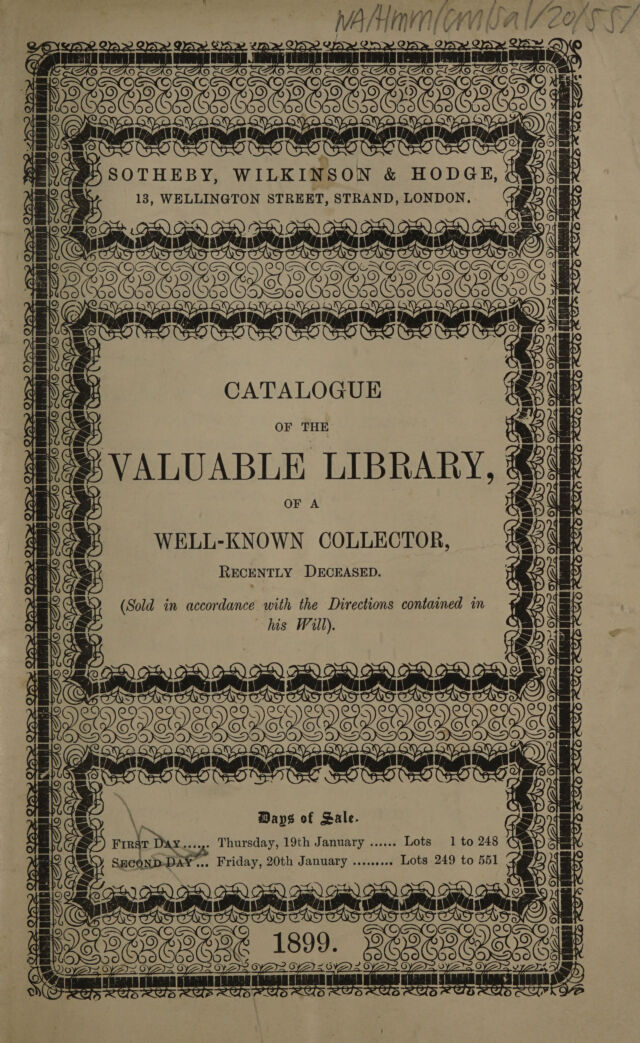 SOTHEBY, WILKINSON & HODGE,
13, WELLINGTON STREET, STRAND, LONDON.
CATALOGUE
OF THE
VALUABLE LIBRARY,
OF A
WELL-KNOWN COLLECTOR,
RECENTLY DECEASED.
(Sold in accordance with the Directions contained in
his Will).
Days of Sale.
FIRST DAY...... Thursday, 19th January ...... Lots 1 to 248
SECOND DAY... Friday, 20th January ......... Lots 249 to 551
1899.